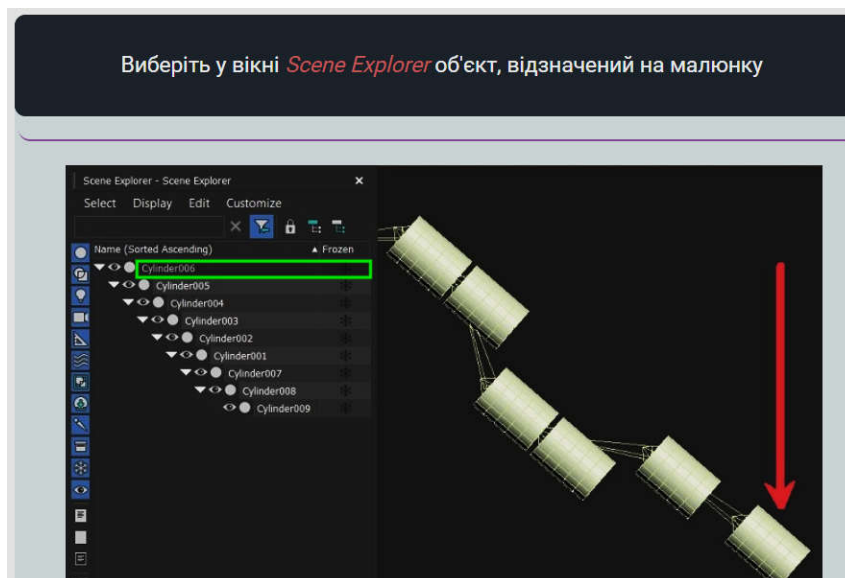 Виберіть у вікні Scene Explorer об'єкт, відзначений на малюнку
Scene Explorer - Scene Explorer
Select Display Edit Customize
Name (Sorted Ascending) ▲ Frozen
Cylinder006
Cylinder005
Cylinder004
Cylinder003
Cylinder002
Cylinder001
Cylinder007
Cylinder008
Cylinder009